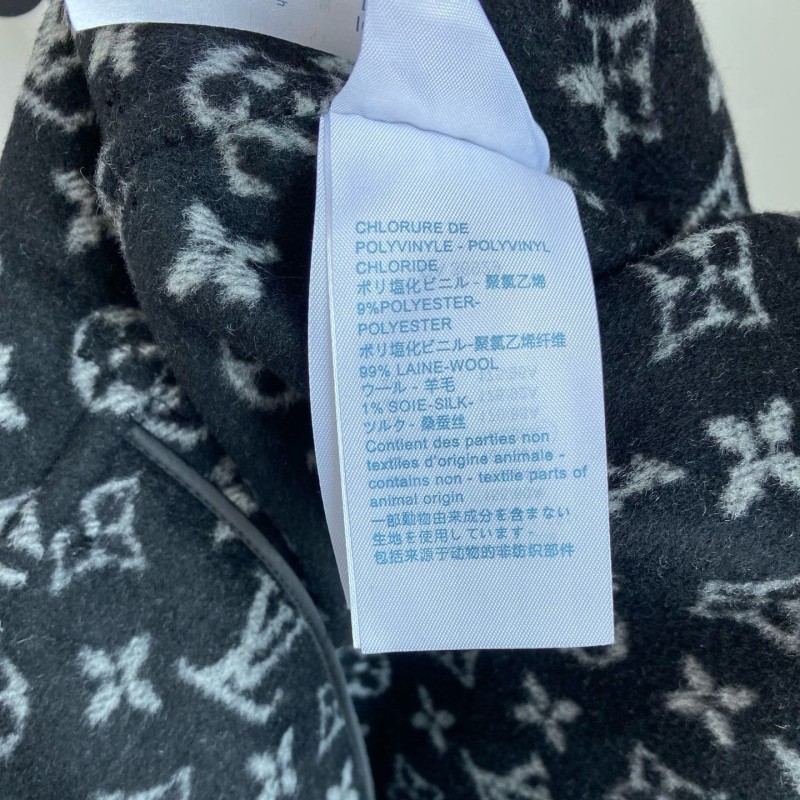 CHLORURE DE
POLYVINYLE - POLYVINYL
CHLORIDE
ポリ塩化ビニル - 聚氯乙烯
9%POLYESTER-
POLYESTER
ポリ塩化ビニル-聚氯乙烯纤维
99% LAINE-WOOL
ウール - 羊毛
1% SOIE-SILK-
ツルク - 桑蚕丝
Contient des parties non
textiles d'origine animale -
contains non - textile parts of
animal origin
一部動物由来成分を含まない
生地を使用しています-
包括来源于动物的非纺织部件